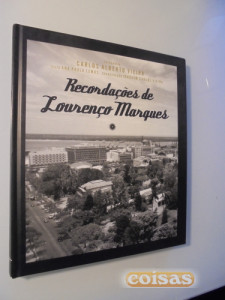 CARLOS ALBERTO VIEIRA
Recordações de
Lourenço Marques
coisas